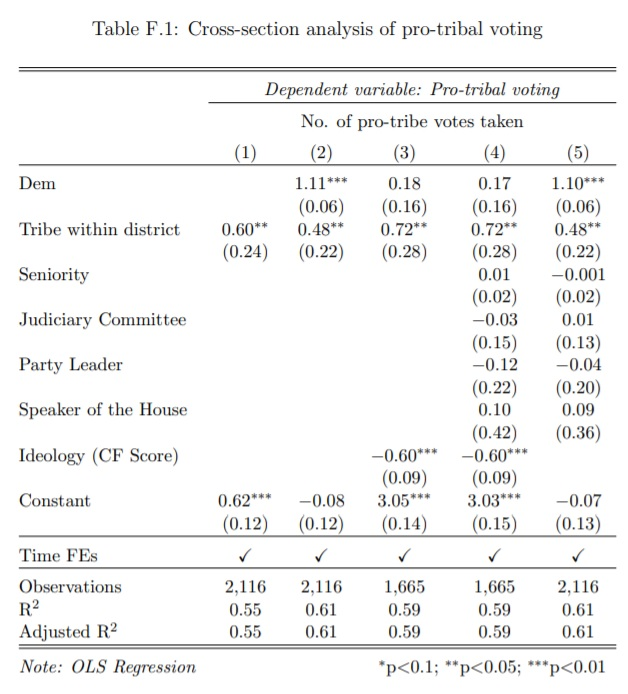 Table F.1: Cross-section analysis of pro-tribal voting
Dependent variable: Pro-tribal voting
No. of pro-tribe votes taken
(1) (2) (3) (4) (5)
Dem 1.11*** 0.18 0.17 1.10***
(0.06) (0.16) (0.16) (0.06)
Tribe within district 0.60** 0.48** 0.72** 0.72** 0.48**
(0.24) (0.22) (0.28) (0.28) (0.22)
Seniority 0.01 −0.001
(0.02) (0.02)
Judiciary Committee −0.03 0.01
(0.15) (0.13)
Party Leader −0.12 −0.04
(0.22) (0.20)
Speaker of the House 0.10 0.09
(0.42) (0.36)
Ideology (CF Score) −0.60*** −0.60***
(0.09) (0.09)
Constant 0.62*** −0.08 3.05*** 3.03*** −0.07
(0.12) (0.12) (0.14) (0.15) (0.13)
Time FEs ✓ ✓ ✓ ✓ ✓
Observations 2,116 2,116 1,665 1,665 2,116
R² 0.55 0.61 0.59 0.59 0.61
Adjusted R² 0.55 0.61 0.59 0.59 0.61
Note: OLS Regression *p<0.1; **p<0.05; ***p<0.01